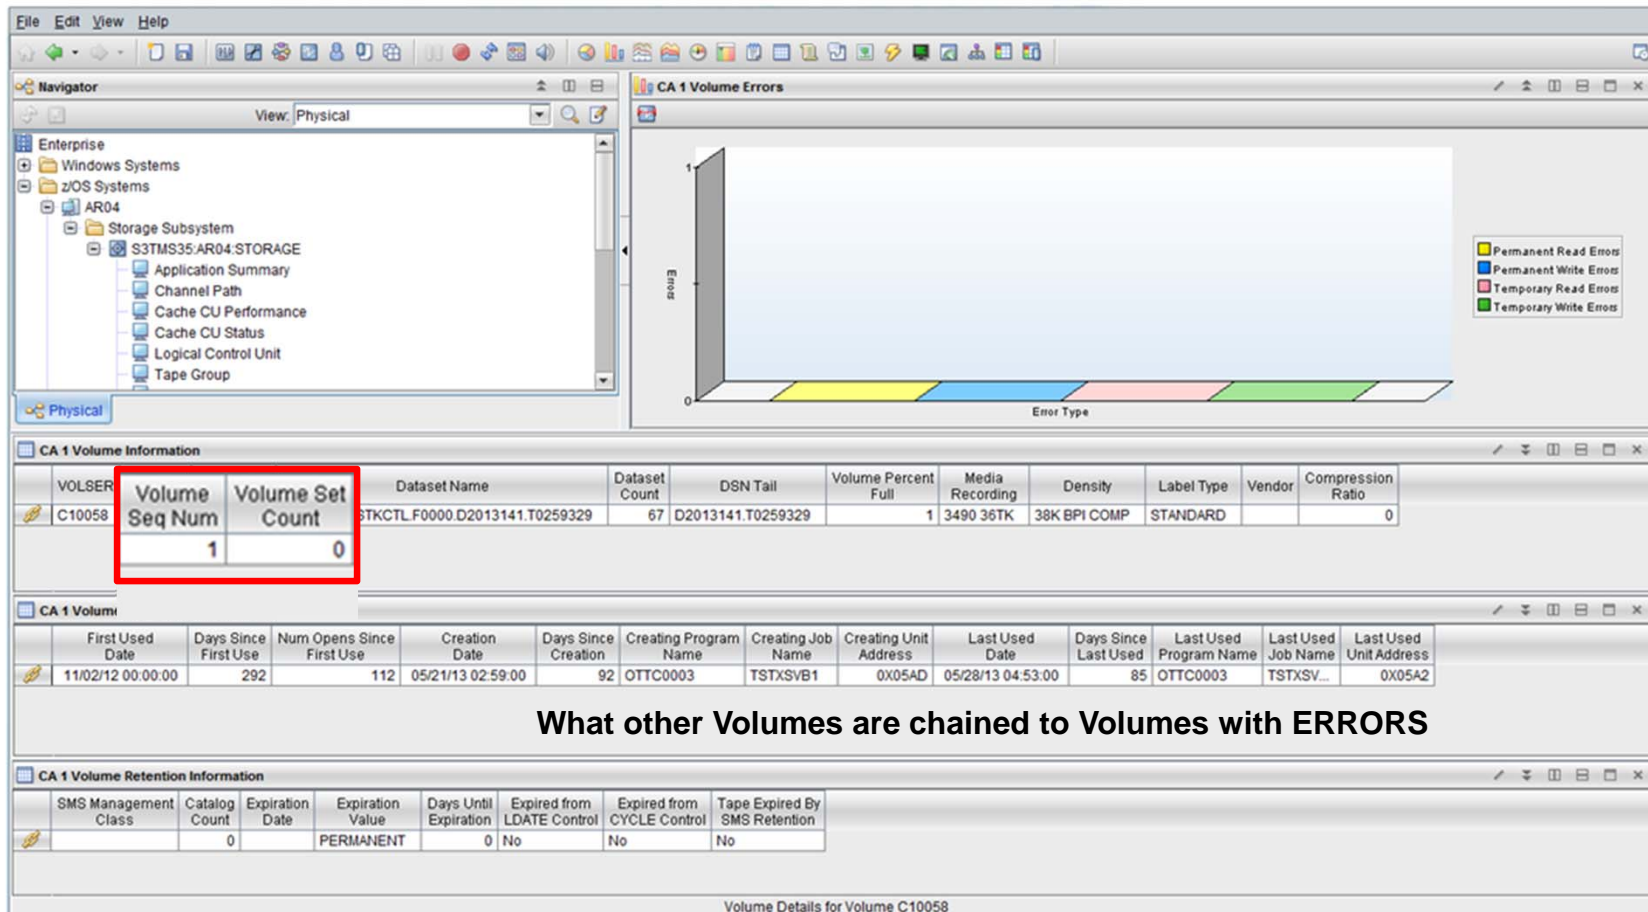 File Edit View Help
Navigator
View: Physical
Enterprise
Windows Systems
z/OS Systems
AR04
Storage Subsystem
S3TMS35:AR04:STORAGE
Application Summary
Channel Path
Cache CU Performance
Cache CU Status
Logical Control Unit
Tape Group
Physical
CA 1 Volume Errors
1
0
Errors
Error Type
Permanent Read Errors
Permanent Write Errors
Temporary Read Errors
Temporary Write Errors
CA 1 Volume Information
VOLSER Volume Seq Num Volume Set Count Dataset Name Dataset Count DSN Tail Volume Percent Full Media Recording Density Label Type Vendor Compression Ratio
C10058 1 0 STKCTL.F0000.D2013141.T0259329 67 D2013141.T0259329 1 3490 36TK 38K BPI COMP STANDARD 0
CA 1 Volume
First Used Date Days Since First Use Num Opens Since First Use Creation Date Days Since Creation Creating Program Name Creating Job Name Creating Unit Address Last Used Date Days Since Last Used Last Used Program Name Last Used Job Name Last Used Unit Address
11/02/12 00:00:00 292 112 05/21/13 02:59:00 92 OTTC0003 TSTXSVB1 0X05AD 05/28/13 04:53:00 85 OTTC0003 TSTXSV... 0X05A2
What other Volumes are chained to Volumes with ERRORS
CA 1 Volume Retention Information
SMS Management Class Catalog Count Expiration Date Expiration Value Days Until Expiration Expired from LDATE Control Expired from CYCLE Control Tape Expired By SMS Retention
0 PERMANENT 0 No No No
Volume Details for Volume C10058